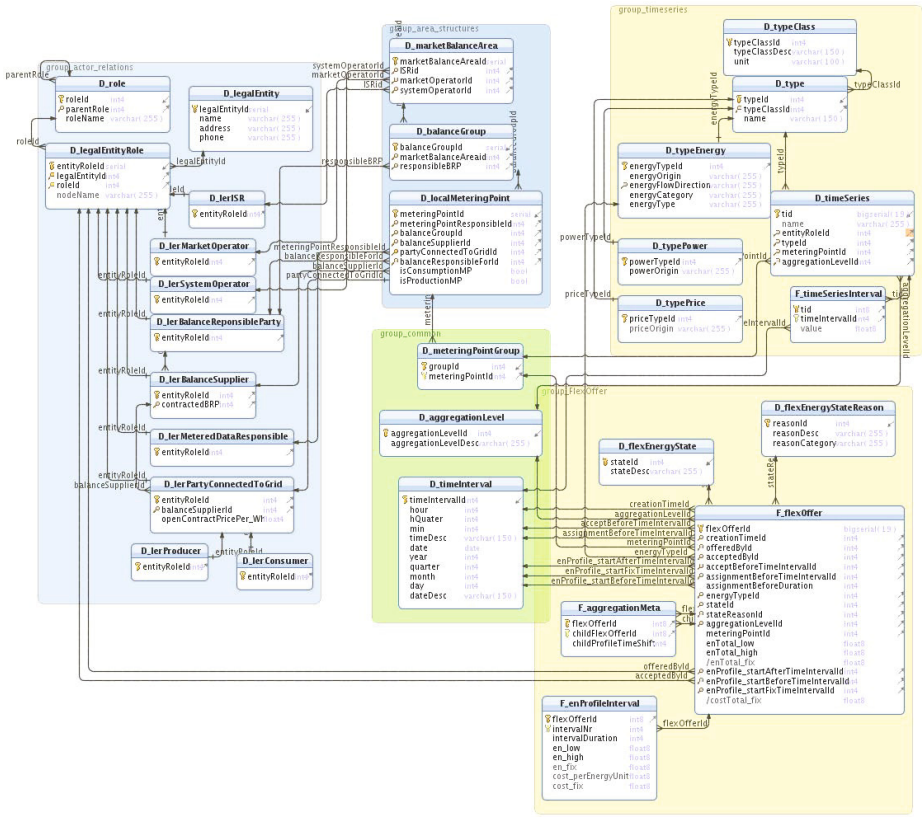 group_actor_relations
D_role
roleId int4
parentRole int4
roleName varchar(255)
parentRole
roleId
D_legalEntity
legalEntityId serial
name varchar(255)
address varchar(255)
phone varchar(255)
legalEntityId
D_legalEntityRole
entityRoleId serial
legalEntityId int4
roleId int4
nodeName varchar(255)
D_lerISR
entityRoleId int4
D_lerMarketOperator
entityRoleId int4
entityRoleId
D_lerSystemOperator
entityRoleId int4
entityRoleId
D_lerBalanceReponsibleParty
entityRoleId int4
entityRoleId
D_lerBalanceSupplier
entityRoleId int4
contractedBRP int4
entityRoleId
D_lerMeteredDataResponsible
entityRoleId int4
entityRoleId
balanceSupplierId
D_lerPartyConnectedToGrid
entityRoleId int4
balanceSupplierId int4
openContractPricePer_Wh float8
D_lerProducer
entityRoleId int4
entityRoleId
D_lerConsumer
entityRoleId int4
group_area_structures
D_marketBalanceArea
marketBalanceAreaId serial
ISRid int4
marketOperatorId int4
systemOperatorId int4
systemOperatorId
marketOperatorId
ISRid
D_balanceGroup
balanceGroupId serial
marketBalanceAreaid int4
responsibleBRP int4
responsibleBRP
D_localMeteringPoint
meteringPointId serial
meteringPointResponsibleId int4
balanceGroupId int4
balanceSupplierId int4
partyConnectedToGridId int4
balanceResponsibleForId int4
isConsumptionMP bool
isProductionMP bool
meteringPointResponsibleId
balanceResponsibleForId
balanceSupplierId
partyConnectedToGridId
group_common
D_meteringPointGroup
groupId int4
meteringPointId int4
D_aggregationLevel
aggregationLevelId int4
aggregationLevelDesc varchar(255)
D_timeInterval
timeIntervalId int4
hour int4
hQuater int4
min int4
timeDesc varchar(150)
date date
year int4
quarter int4
month int4
day int4
dateDesc varchar(150)
group_timeseries
D_typeClass
typeClassId int4
typeClassDesc varchar(150)
unit varchar(100)
typeClassId
D_type
typeId int4
typeClassId int4
name varchar(150)
energyTypeId
typeId
D_typeEnergy
energyTypeId int4
energyOrigin varchar(255)
energyFlowDirection varchar(255)
energyCategory varchar(255)
energyType varchar(255)
D_timeSeries
tid bigserial(19)
name varchar(255)
entityRoleId int4
typeId int4
meteringPointId int4
aggregationLevelId int4
powerTypeId
D_typePower
powerTypeId int4
powerOrigin varchar(255)
priceTypeId
D_typePrice
priceTypeId int4
priceOrigin varchar(255)
F_timeSeriesInterval
tid int8
timeIntervalId int4
value float8
aggregationLevelId
group_FlexOffer
D_flexEnergyStateReason
reasonId int4
reasonDesc varchar(255)
reasonCategory varchar(255)
D_flexEnergyState
stateId int4
stateDesc varchar(255)
F_flexOffer
flexOfferId bigserial(19)
creationTimeId int4
offeredById int4
acceptedById int4
acceptBeforeTimeIntervalId int4
assignmentBeforeTimeIntervalId int4
assignmentBeforeDuration int4
energyTypeId int4
stateId int4
stateReasonId int4
aggregationLevelId int4
meteringPointId int4
enTotal_low float8
enTotal_high float8
/enTotal_fix float8
enProfile_startAfterTimeIntervalId int4
enProfile_startBeforeTimeIntervalId int4
enProfile_startFixTimeIntervalId int4
/costTotal_fix float8
creationTimeId
aggregationLevelId
acceptBeforeTimeIntervalId
assignmentBeforeTimeIntervalId
meteringPointId
energyTypeId
enProfile_startAfterTimeIntervalId
enProfile_startFixTimeIntervalId
enProfile_startBeforeTimeIntervalId
F_aggregationMeta
flexOfferId int8
childFlexOfferId int8
childProfileTimeShift int4
offeredById
acceptedById
F_enProfileInterval
flexOfferId int8
intervalNr int4
intervalDuration int4
en_low float8
en_high float8
en_fix float8
cost_perEnergyUnit float8
cost_fix float8
flexOfferId